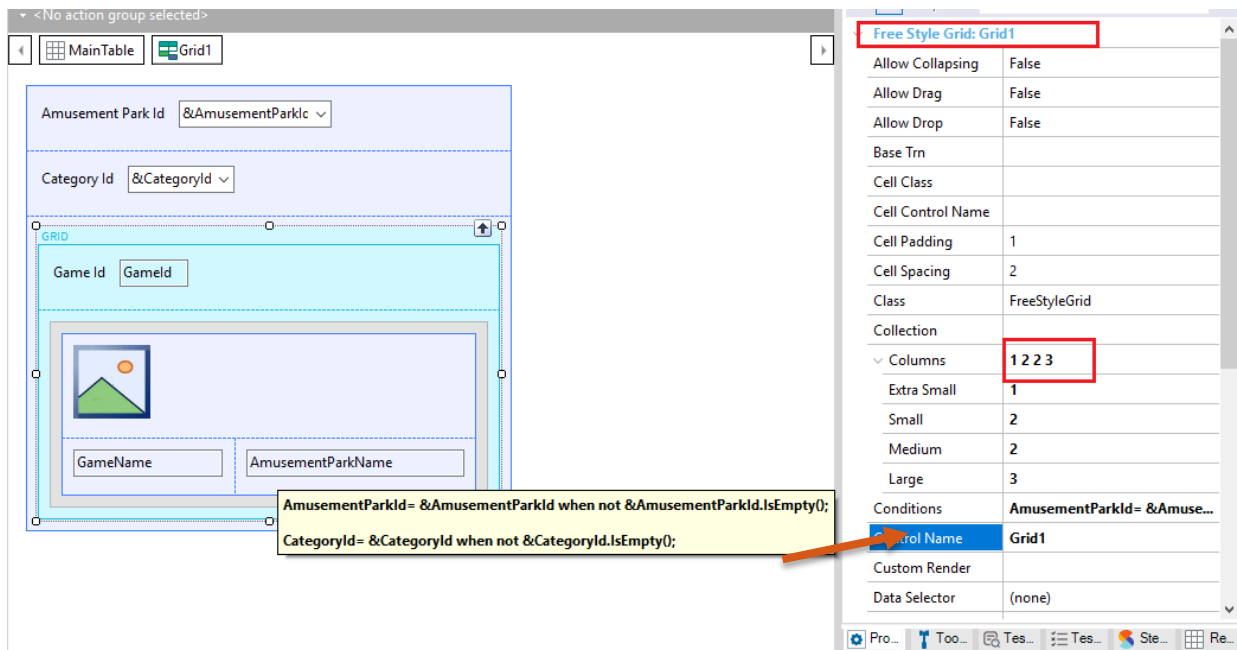 <No action group selected>
MainTable
Grid1
Amusement Park Id
&AmusementParkIc
Category Id
&CategoryId
GRID
Game Id
GameId
GameName
AmusementParkName
AmusementParkId= &AmusementParkId when not &AmusementParkId.IsEmpty();
CategoryId= &CategoryId when not &CategoryId.IsEmpty();
Free Style Grid: Grid1
Allow Collapsing False
Allow Drag False
Allow Drop False
Base Trn
Cell Class
Cell Control Name
Cell Padding 1
Cell Spacing 2
Class FreeStyleGrid
Collection
Columns 1 2 2 3
Extra Small 1
Small 2
Medium 2
Large 3
Conditions AmusementParkId= &Amuse...
Control Name Grid1
Custom Render
Data Selector (none)
Pro... Too... Tes... Tes... Ste... Re...